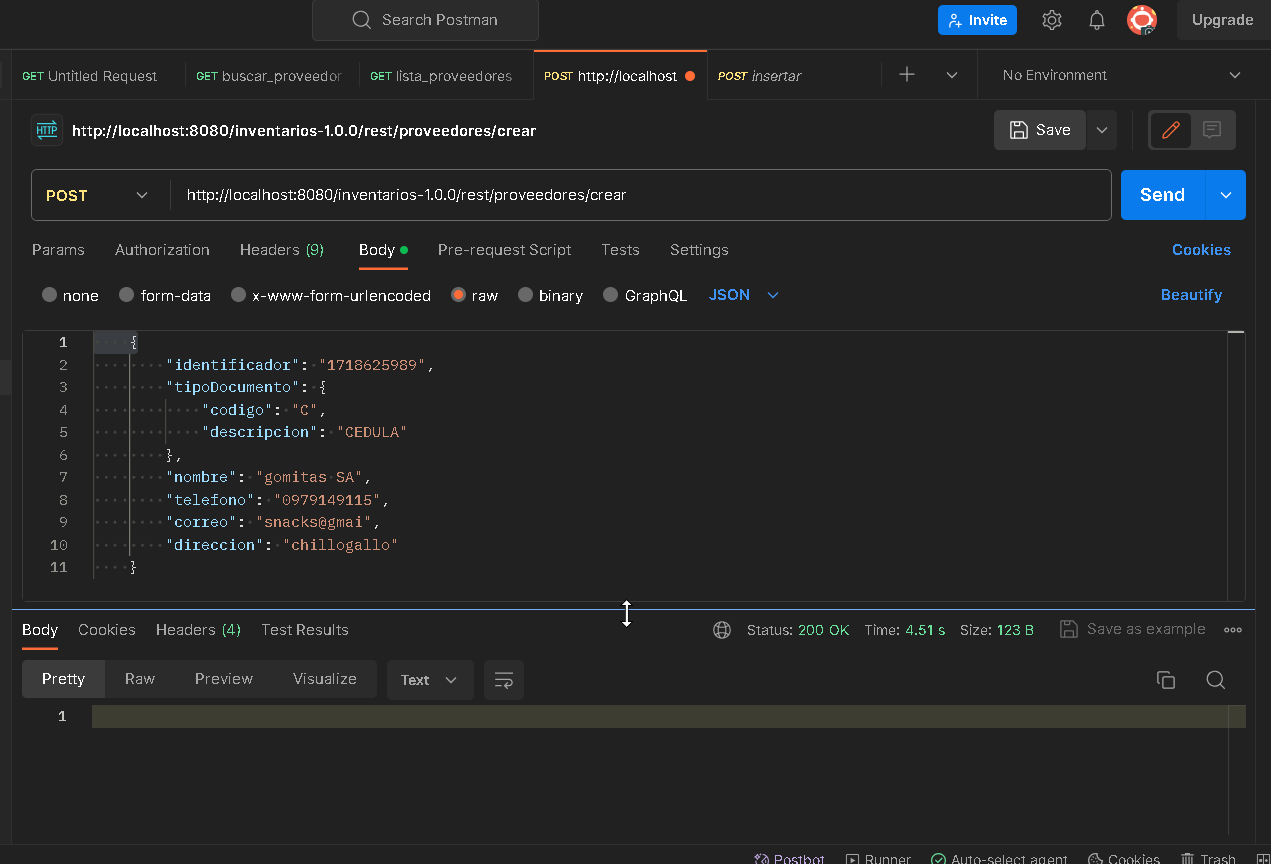 Search Postman
Invite
Upgrade
GET Untitled Request
GET buscar_proveedor
GET lista_proveedores
POST http://localhost
POST insertar
No Environment
HTTP
http://localhost:8080/inventarios-1.0.0/rest/proveedores/crear
Save
POST
http://localhost:8080/inventarios-1.0.0/rest/proveedores/crear
Send
Params Authorization Headers (9) Body Pre-request Script Tests Settings Cookies
none form-data x-www-form-urlencoded raw binary GraphQL JSON Beautify
1 {
2 "identificador": "1718625989",
3 "tipoDocumento": {
4 "codigo": "C",
5 "descripcion": "CEDULA"
6 },
7 "nombre": "gomitas SA",
8 "telefono": "0979149115",
9 "correo": "snacks@gmai",
10 "direccion": "chillogallo"
11 }
Body Cookies Headers (4) Test Results Status: 200 OK Time: 4.51 s Size: 123 B Save as example
Pretty Raw Preview Visualize Text
1
Postbot Runner Auto-select agent Cookies Trash